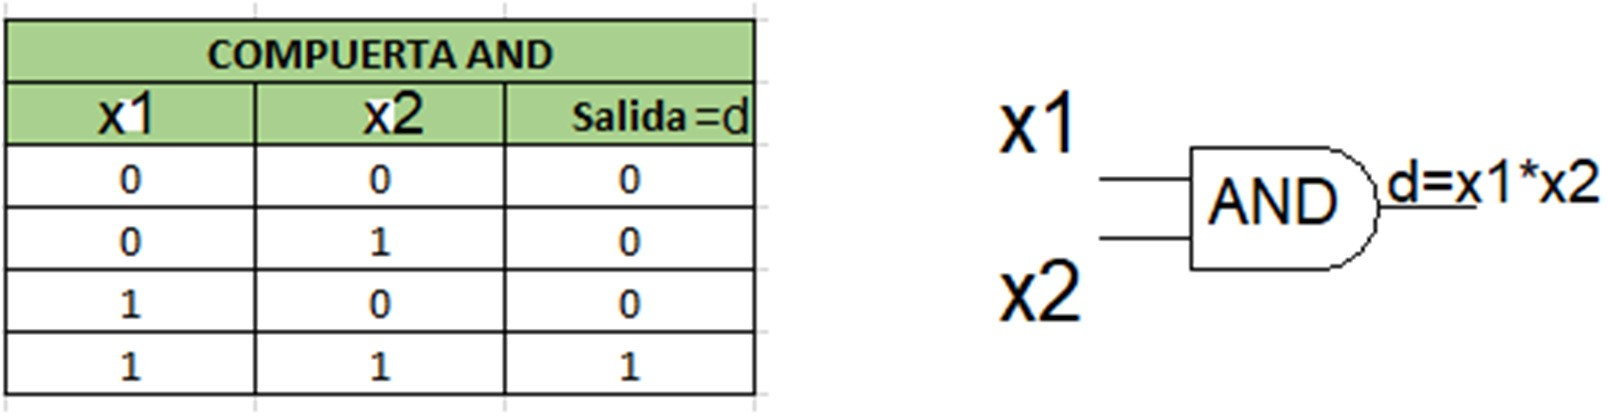 COMPUERTA AND
x1 x2 Salida =d
0 0 0
0 1 0
1 0 0
1 1 1
x1
AND d=x1*x2
x2